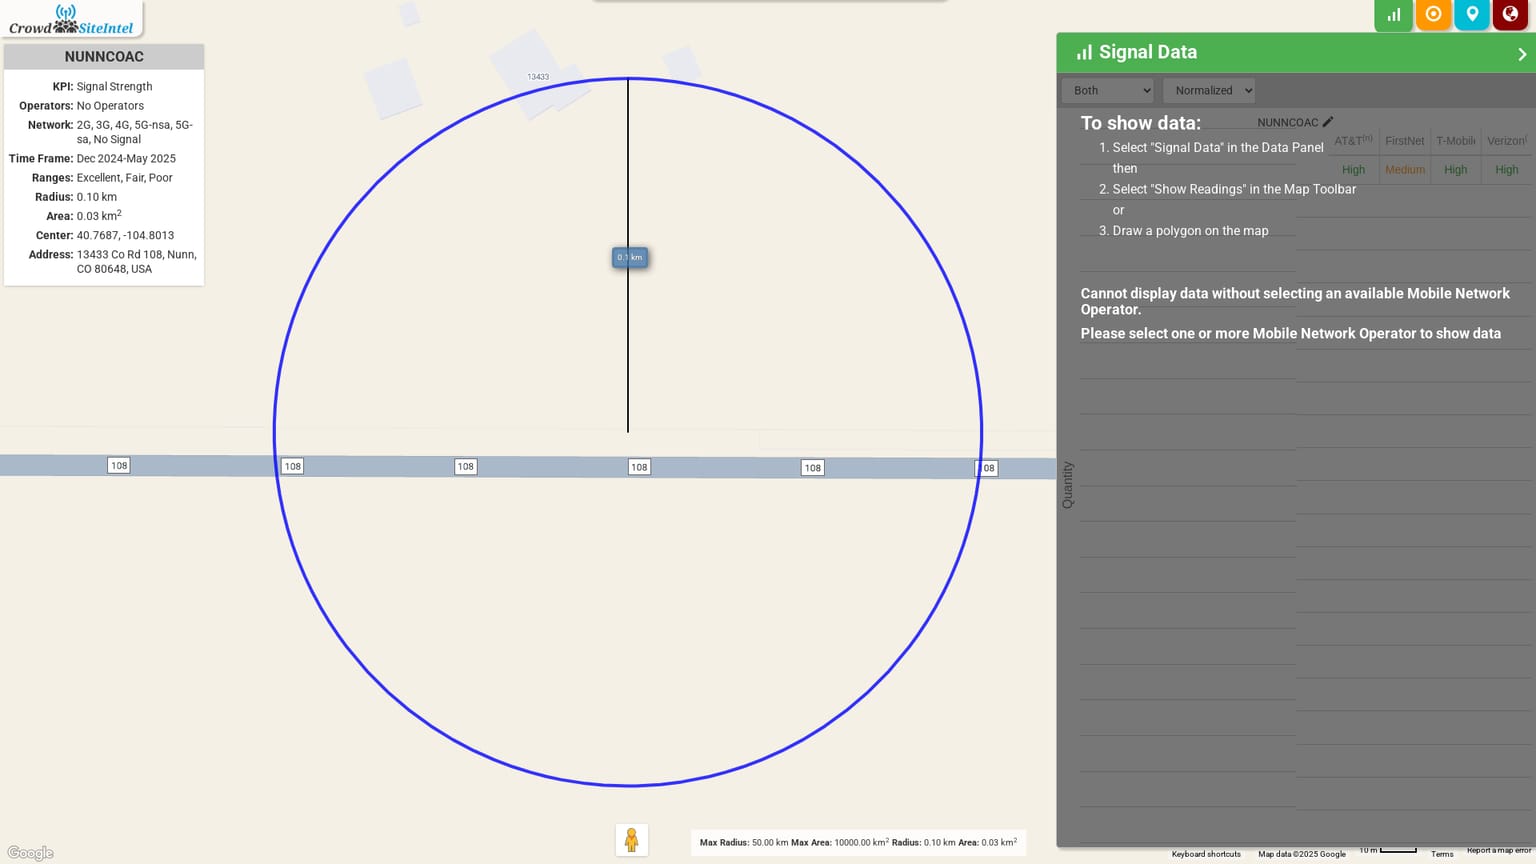 Crowd SiteIntel
NUNNCOAC
KPI: Signal Strength
Operators: No Operators
Network: 2G, 3G, 4G, 5G-nsa, 5G-
sa, No Signal
Time Frame: Dec 2024-May 2025
Ranges: Excellent, Fair, Poor
Radius: 0.10 km
Area: 0.03 km2
Center: 40.7687, -104.8013
Address: 13433 Co Rd 108, Nunn,
CO 80648, USA
13433
0.1 km
108 108 108 108 108 108
Google
Max Radius: 50.00 km Max Area: 10000.00 km2 Radius: 0.10 km Area: 0.03 km2
Signal Data
Both Normalized
To show data:
NUNNCOAC
1. Select "Signal Data" in the Data Panel
then
2. Select "Show Readings" in the Map Toolbar
or
3. Draw a polygon on the map
AT&T(n) FirstNet T-Mobile Verizon(
High Medium High High
Cannot display data without selecting an available Mobile Network
Operator.
Please select one or more Mobile Network Operator to show data
Quantity
Keyboard shortcuts Map data ©2025 Google 10 m Terms Report a map error